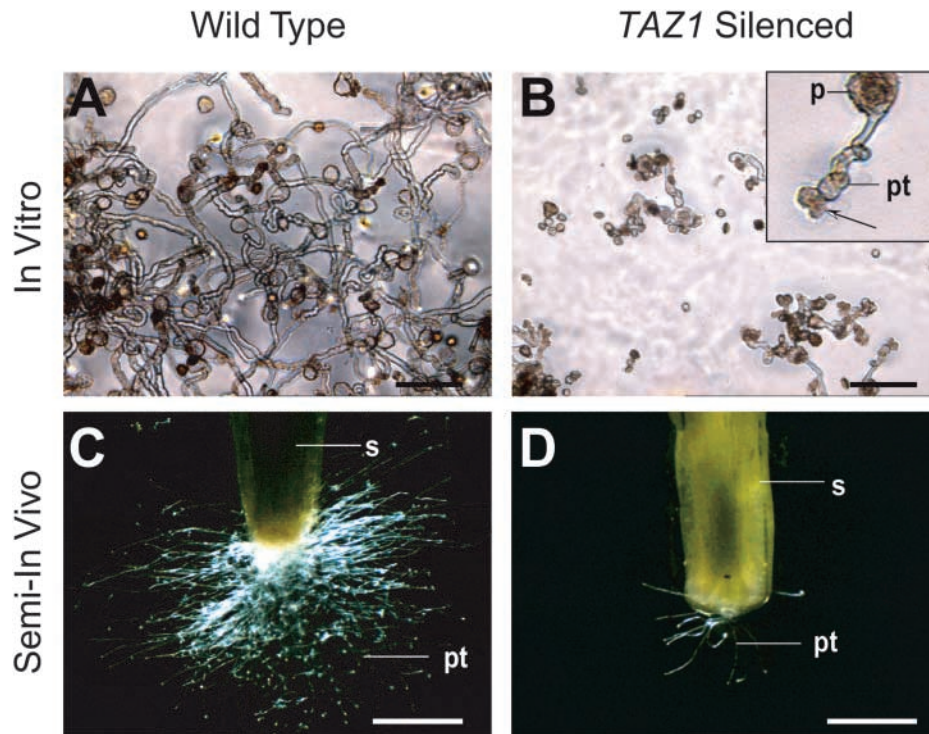 Wild Type
TAZ1 Silenced
In Vitro
A
B
p
pt
Semi-In Vivo
C
s
pt
D
s
pt